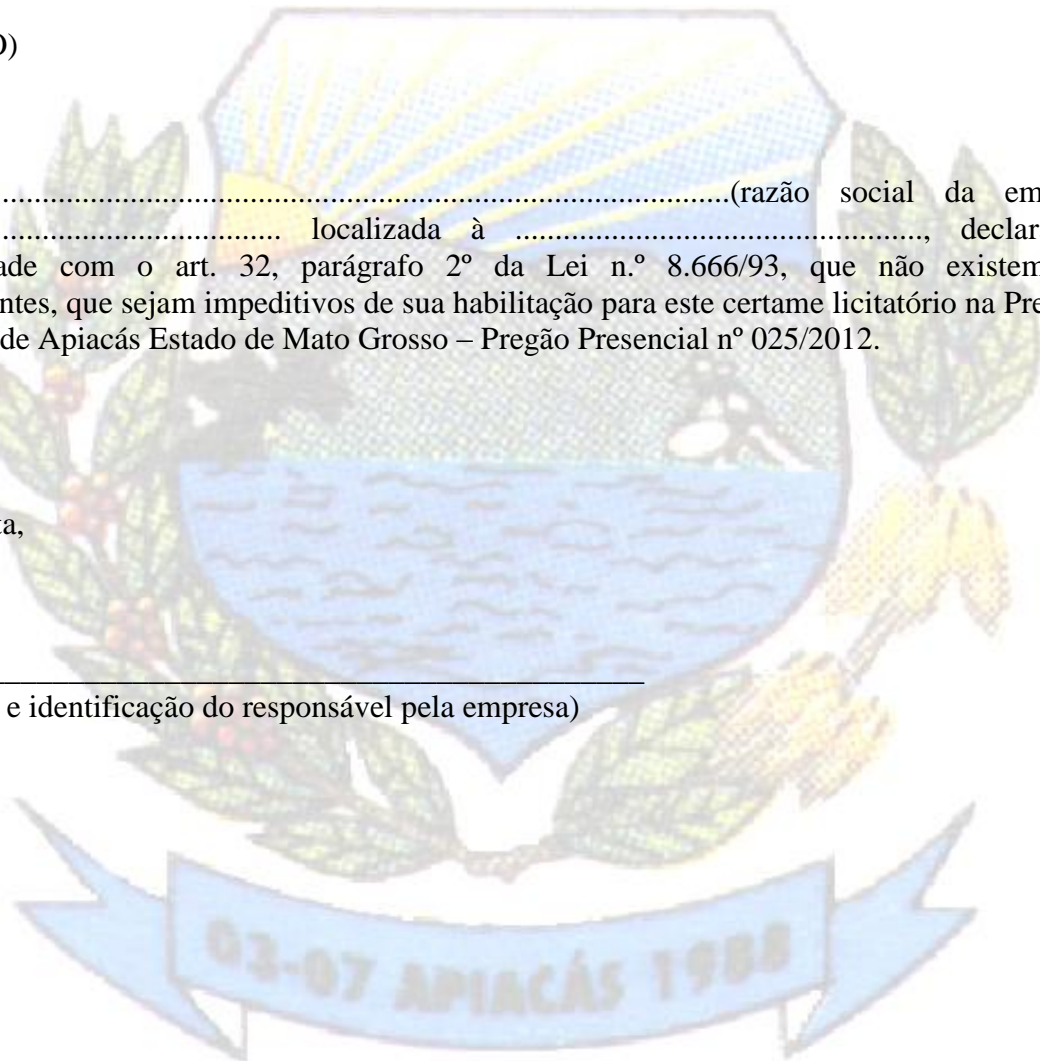 )
..........................................................................................(razão social da em
................................... localizada à ..................................................., declar
ade com o art. 32, parágrafo 2º da Lei n.º 8.666/93, que não existem
ntes, que sejam impeditivos de sua habilitação para este certame licitatório na Pre
de Apiacás Estado de Mato Grosso – Pregão Presencial nº 025/2012.
ta,
________________________________________
e identificação do responsável pela empresa)
03-07 APIACÁS 1988